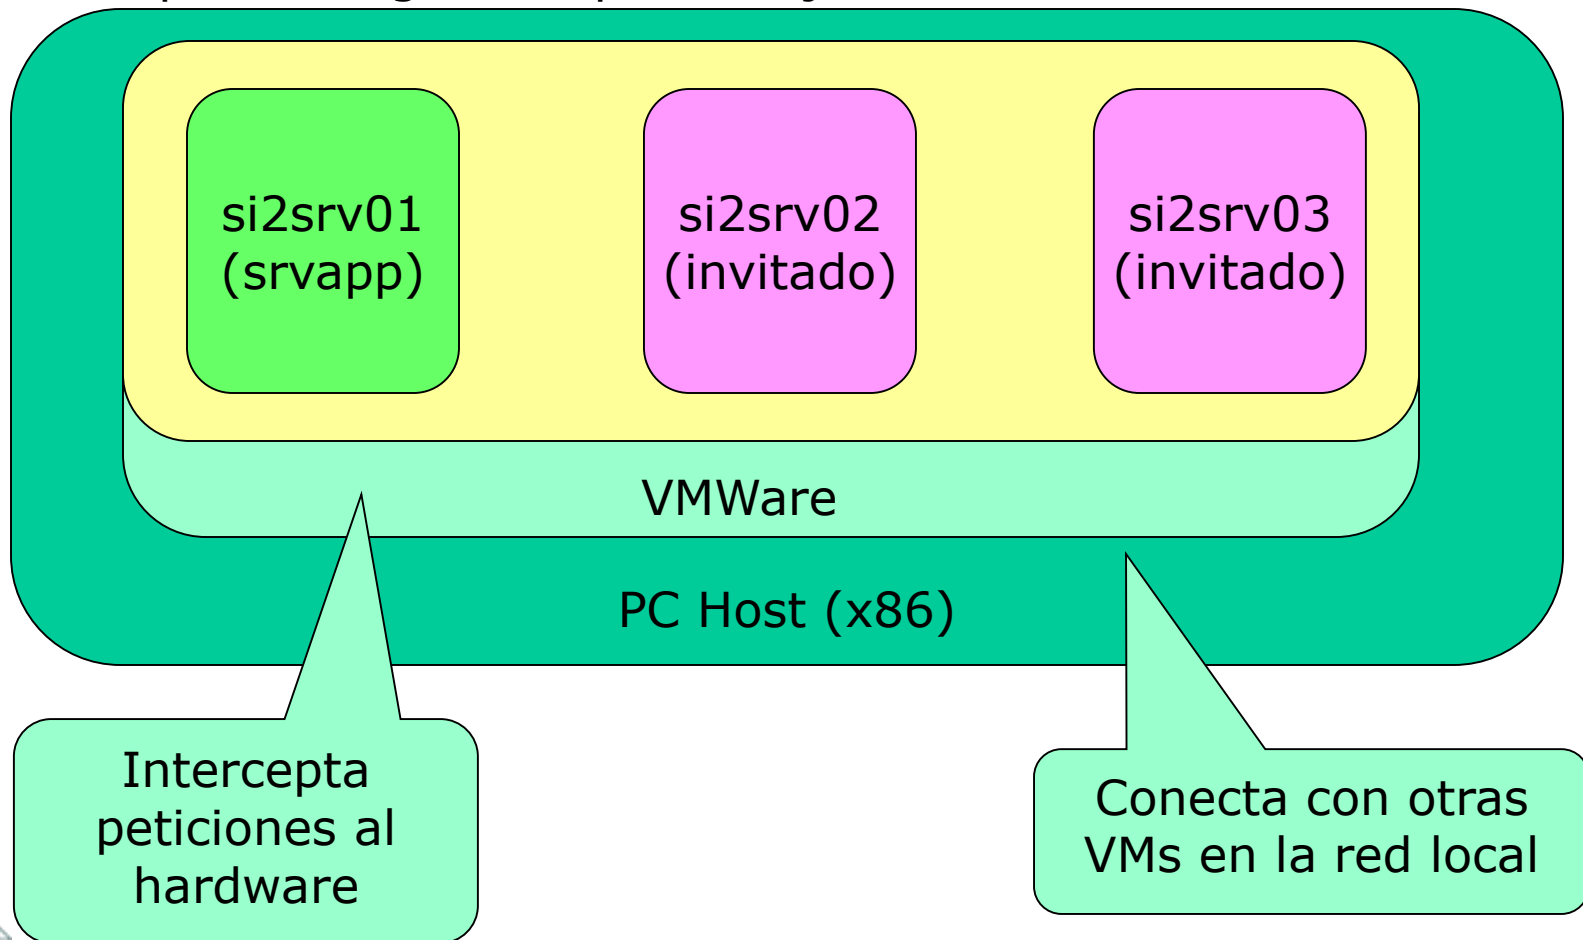 si2srv01
(srvapp)
si2srv02
(invitado)
si2srv03
(invitado)
VMWare
PC Host (x86)
Intercepta
peticiones al
hardware
Conecta con otras
VMs en la red local